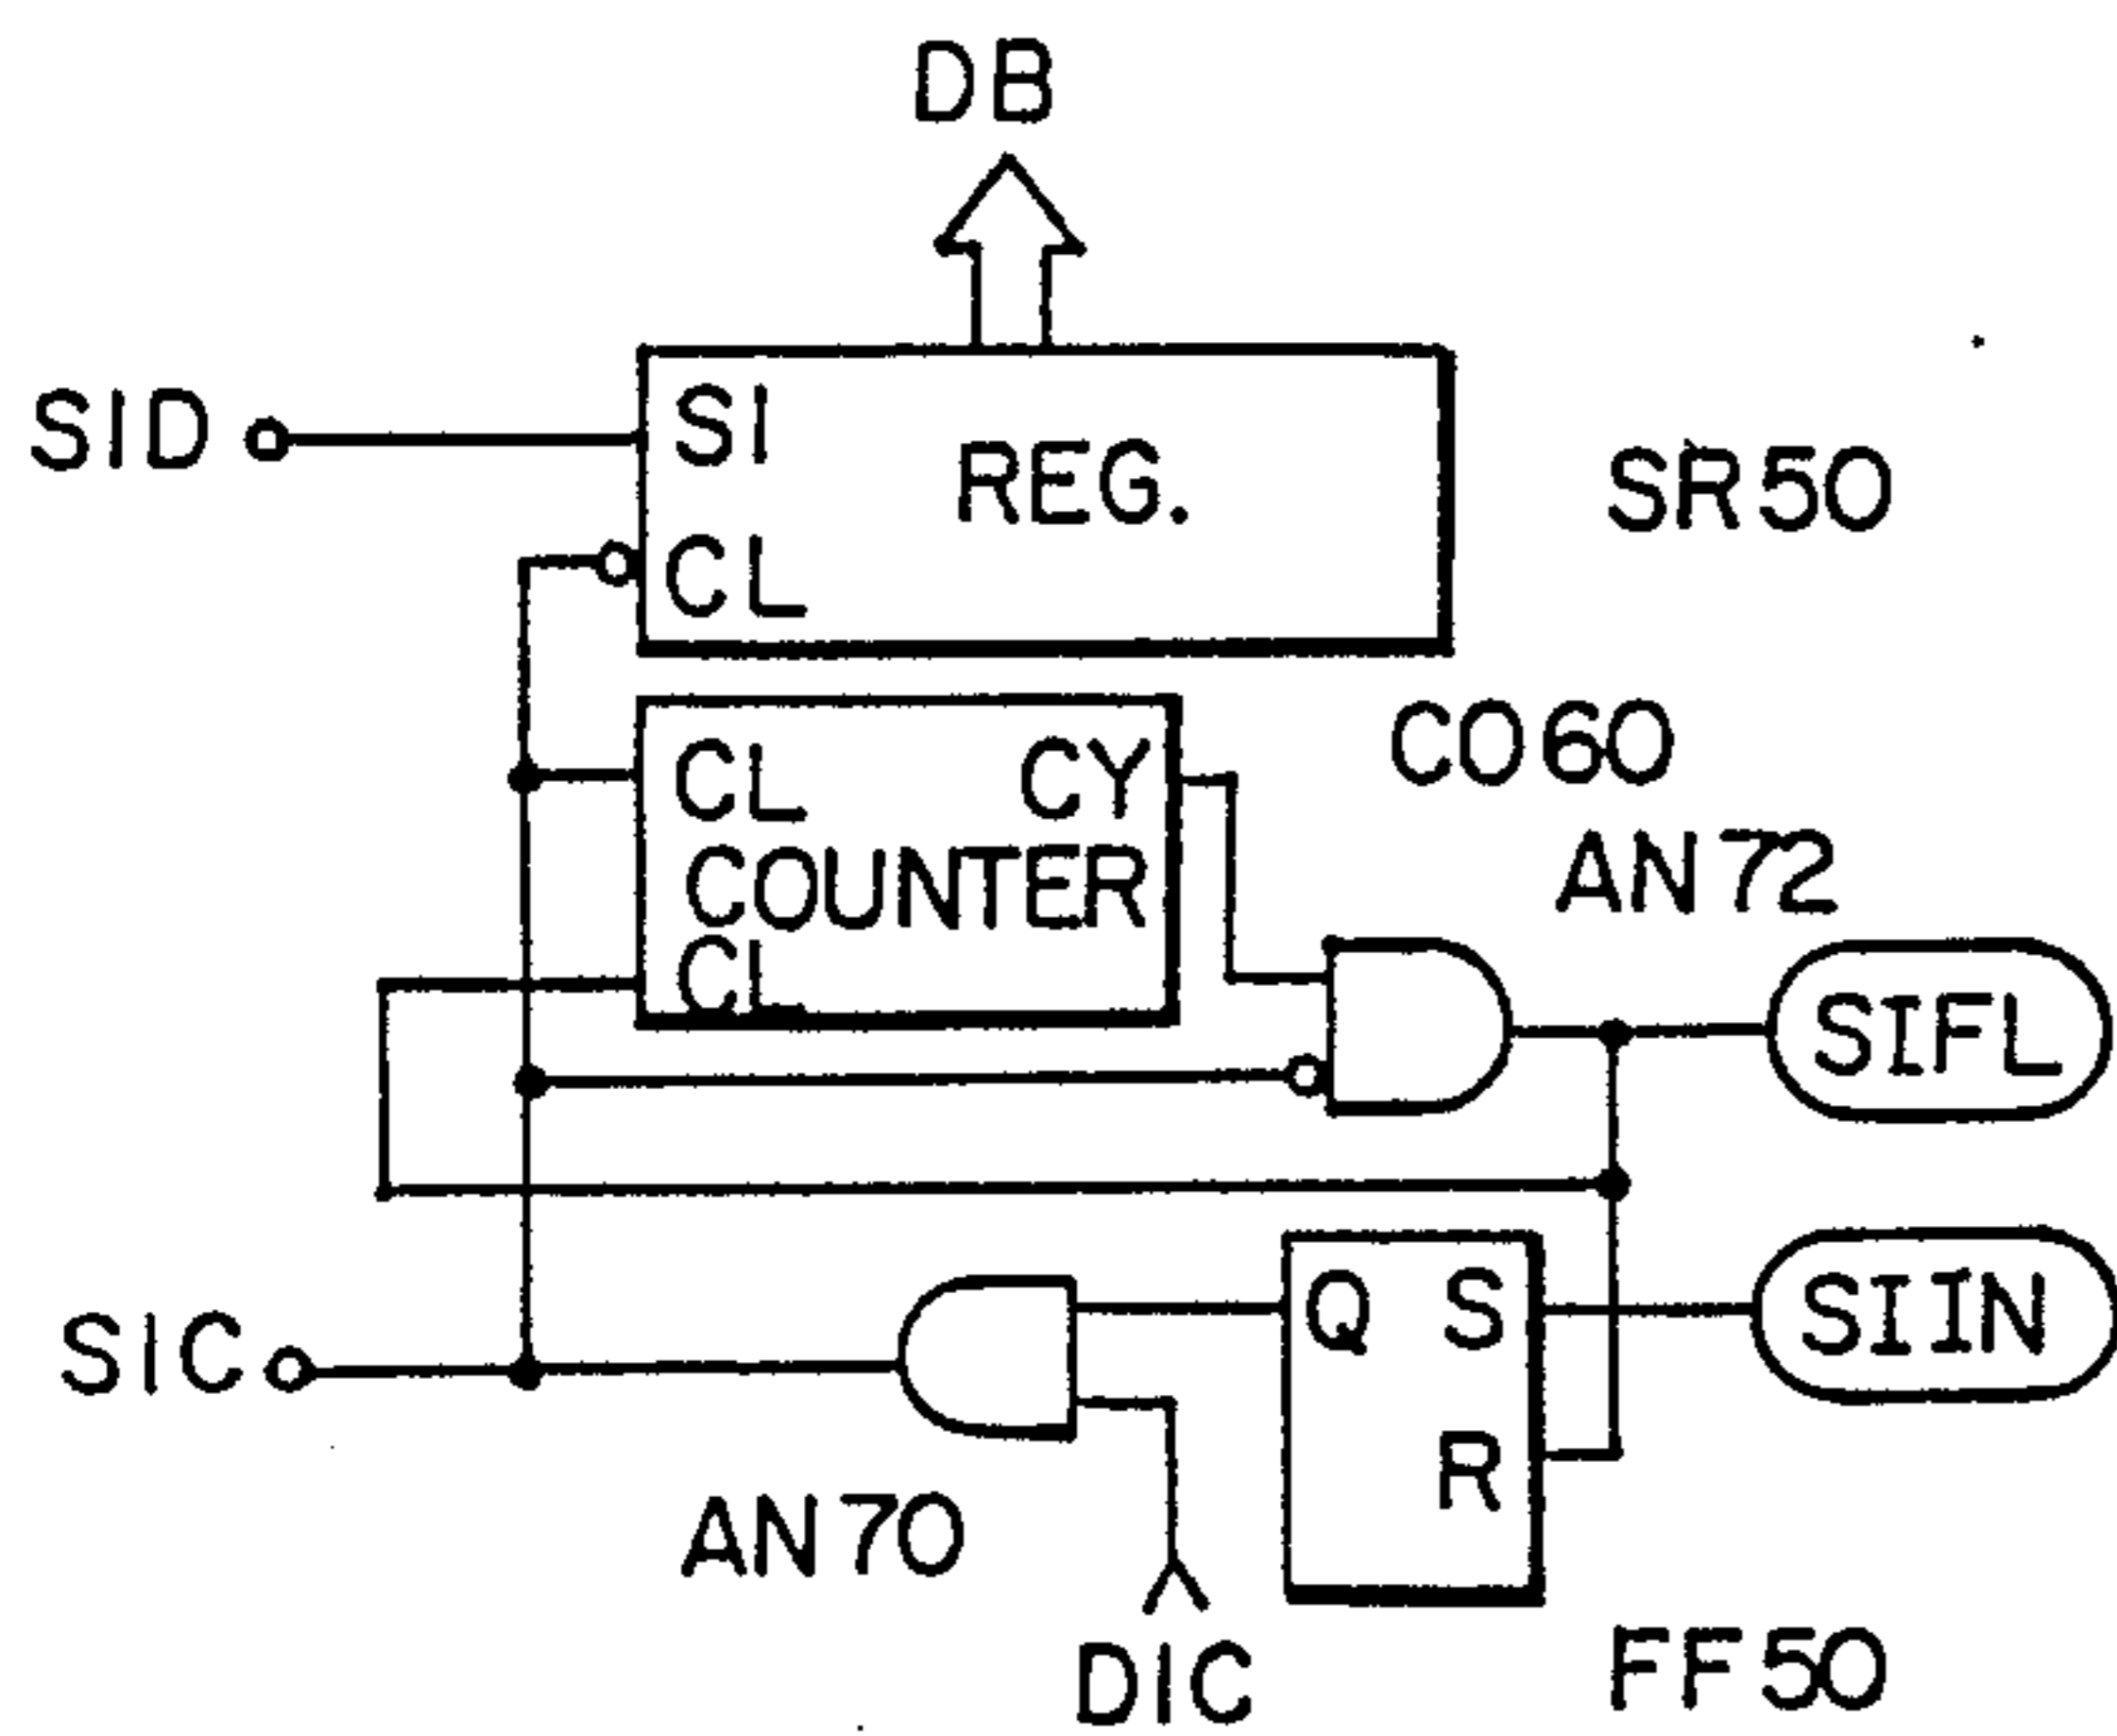 DB
SID
SI
REG.
SR50
CL
CO60
CL CY
COUNTER
CL
AN72
SIFL
SIC
Q S
SIIN
R
AN70
DIC
FF50